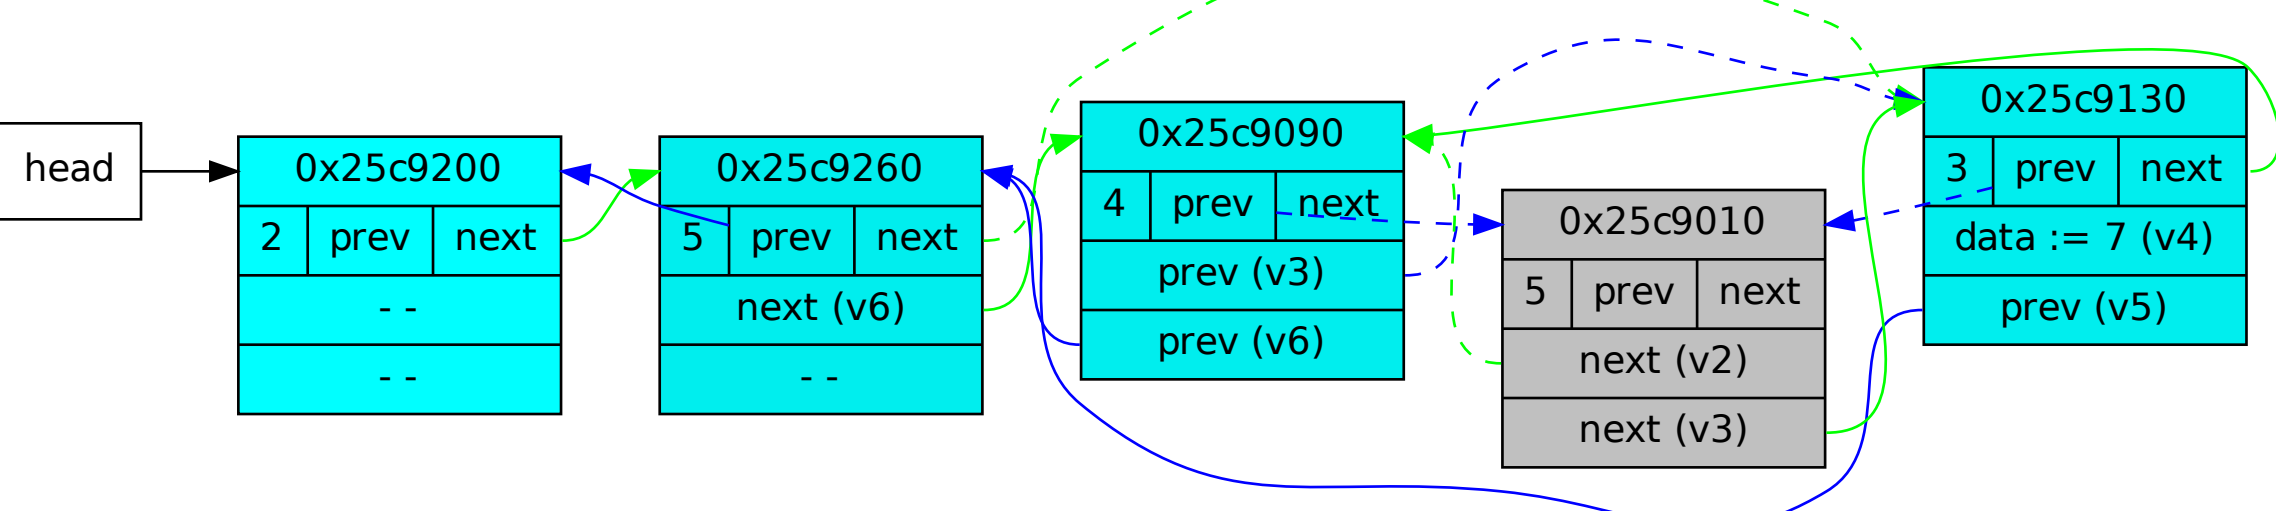 head
0x25c9200
2 prev next
- -
- -
0x25c9260
5 prev next
next (v6)
- -
0x25c9090
4 prev next
prev (v3)
prev (v6)
0x25c9010
5 prev next
next (v2)
next (v3)
0x25c9130
3 prev next
data := 7 (v4)
prev (v5)